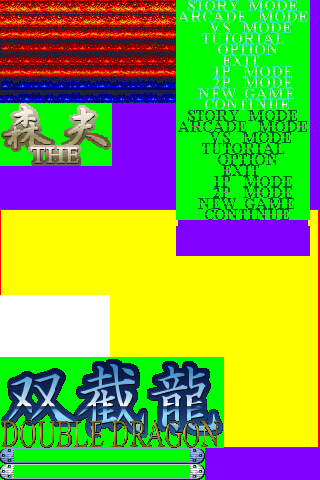 STORY MODE
ARCADE MODE
VS MODE
TUTORIAL
OPTION
EXIT
1P MODE
2P MODE
NEW GAME
CONTINUE
STORY MODE
ARCADE MODE
VS MODE
TUTORIAL
OPTION
EXIT
1P MODE
2P MODE
NEW GAME
CONTINUE
森夫
THE
双截龍
DOUBLE DRAGON